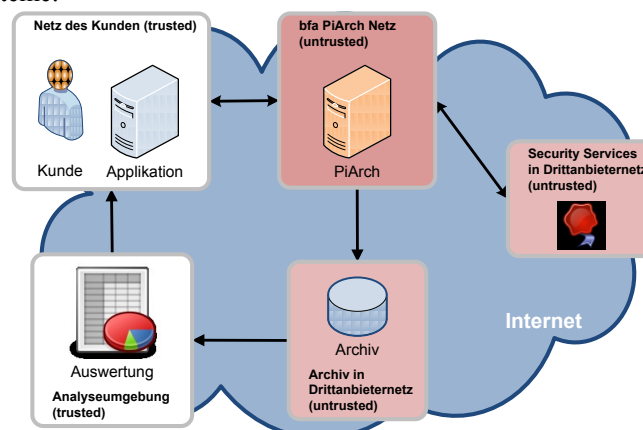 Netz des Kunden (trusted)
Kunde
Applikation
bfa PiArch Netz
(untrusted)
PiArch
Security Services
in Drittanbieternetz
(untrusted)
Internet
Auswertung
Analyseumgebung
(trusted)
Archiv
Archiv in
Drittanbieternetz
(untrusted)